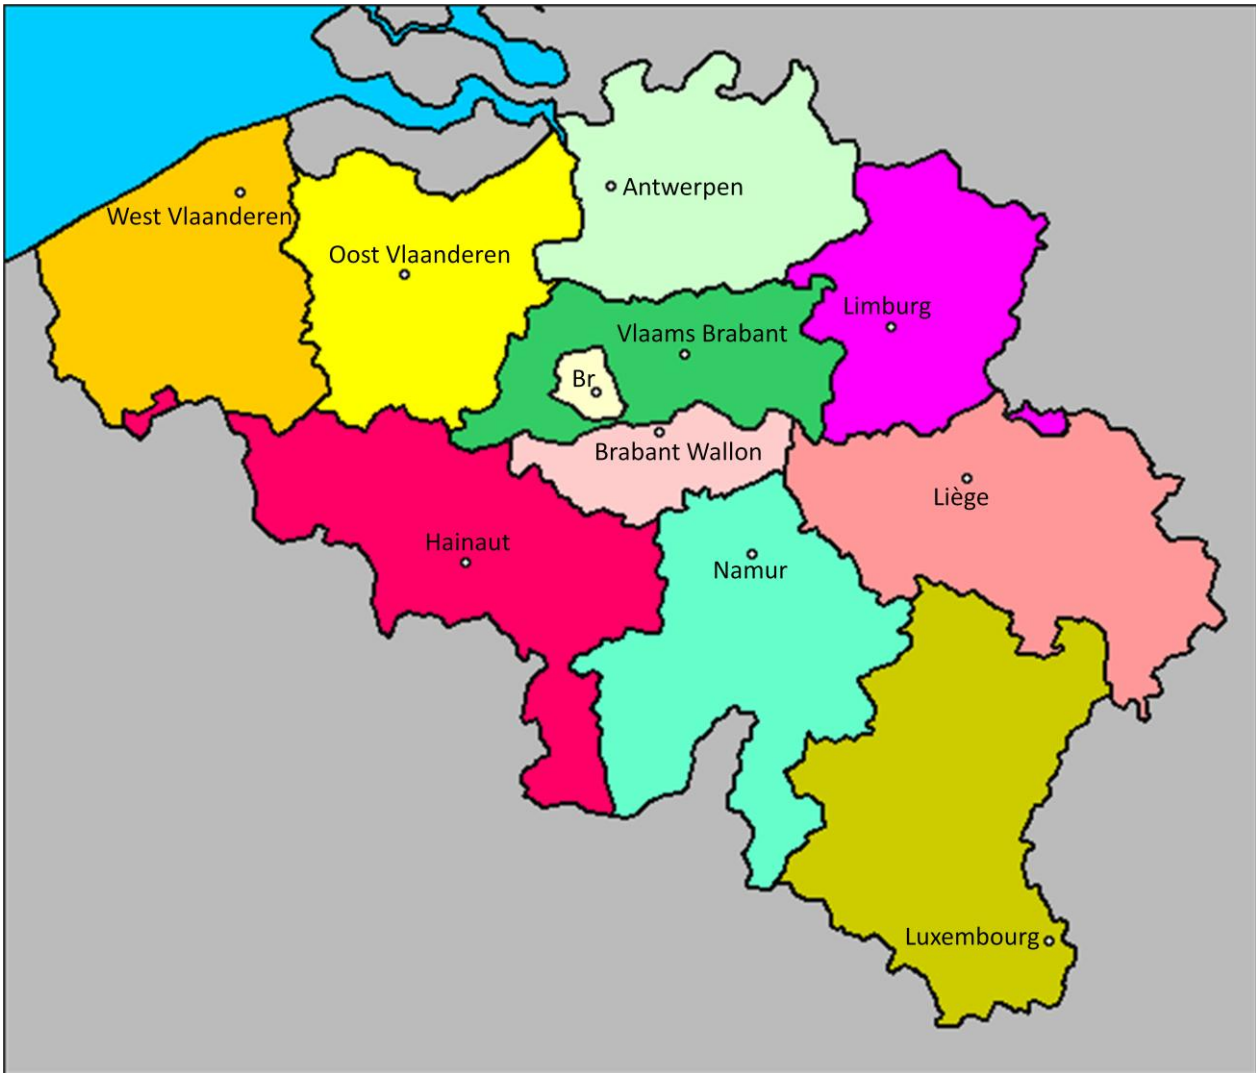 Antwerpen
West Vlaanderen
Oost Vlaanderen
Limburg
Vlaams Brabant
Br
Brabant Wallon
Liège
Hainaut
Namur
Luxembourg